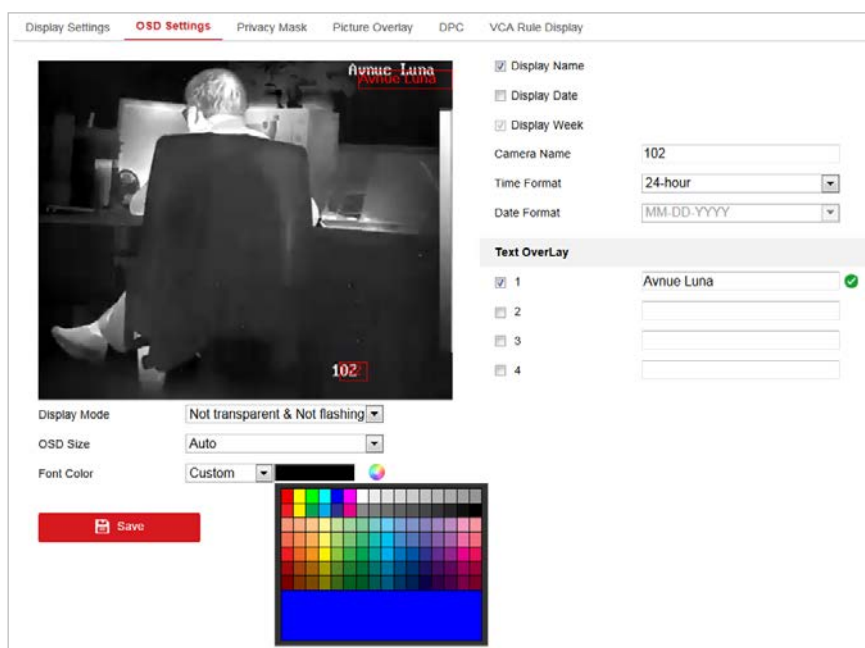 Display Settings OSD Settings Privacy Mask Picture Overlay DPC VCA Rule Display
Avnue Luna
Avnue Luna
102
Display Mode Not transparent & Not flashing
OSD Size Auto
Font Color Custom
Save
Display Name
Display Date
Display Week
Camera Name 102
Time Format 24-hour
Date Format MM-DD-YYYY
Text OverLay
1 Avnue Luna
2
3
4